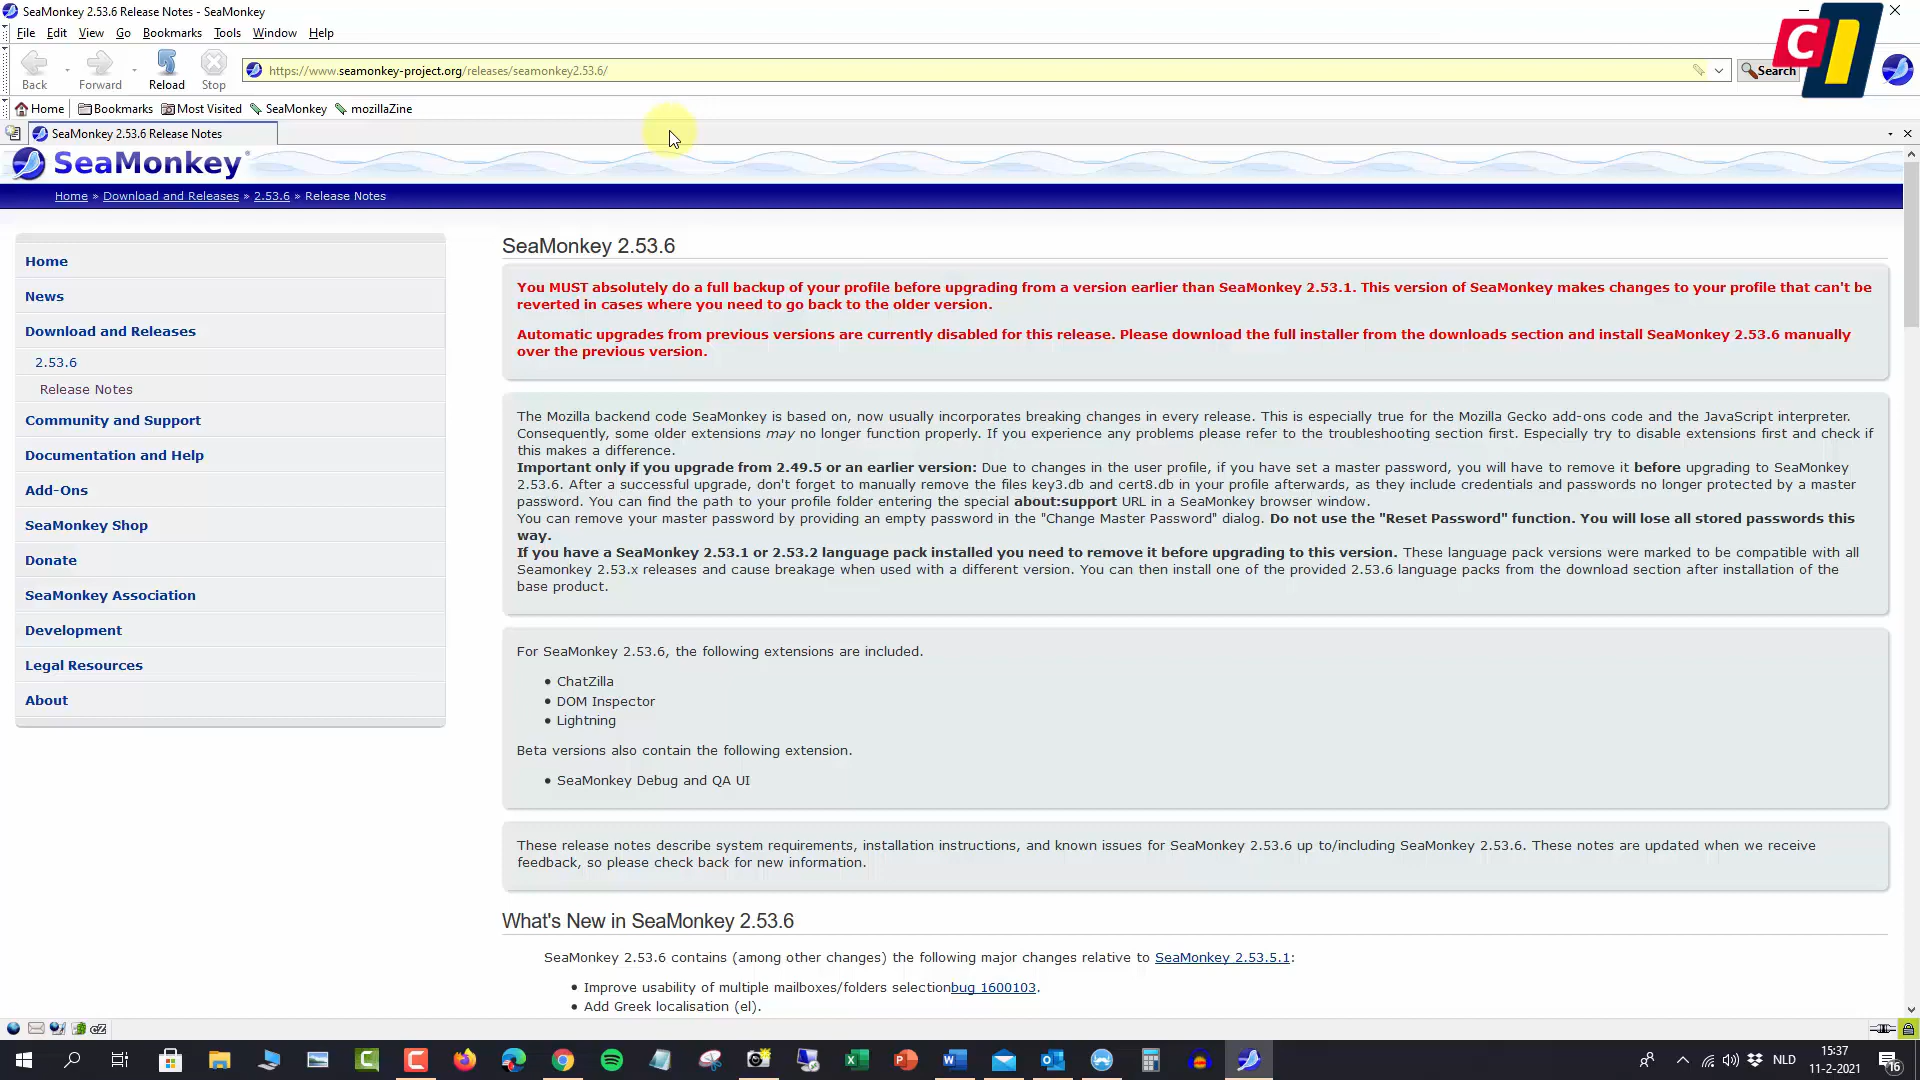 SeaMonkey 2.53.6 Release Notes - SeaMonkey
File Edit View Go Bookmarks Tools Window Help
Back Forward Reload Stop
https://www.seamonkey-project.org/releases/seamonkey2.53.6/
Search
C1
Home Bookmarks Most Visited SeaMonkey mozillaZine
SeaMonkey 2.53.6 Release Notes
SeaMonkey
Home » Download and Releases » 2.53.6 » Release Notes
Home
News
Download and Releases
2.53.6
Release Notes
Community and Support
Documentation and Help
Add-Ons
SeaMonkey Shop
Donate
SeaMonkey Association
Development
Legal Resources
About
SeaMonkey 2.53.6
You MUST absolutely do a full backup of your profile before upgrading from a version earlier than SeaMonkey 2.53.1. This version of SeaMonkey makes changes to your profile that can't be
reverted in cases where you need to go back to the older version.
Automatic upgrades from previous versions are currently disabled for this release. Please download the full installer from the downloads section and install SeaMonkey 2.53.6 manually
over the previous version.
The Mozilla backend code SeaMonkey is based on, now usually incorporates breaking changes in every release. This is especially true for the Mozilla Gecko add-ons code and the JavaScript interpreter.
Consequently, some older extensions may no longer function properly. If you experience any problems please refer to the troubleshooting section first. Especially try to disable extensions first and check if
this makes a difference.
Important only if you upgrade from 2.49.5 or an earlier version: Due to changes in the user profile, if you have set a master password, you will have to remove it before upgrading to SeaMonkey
2.53.6. After a successful upgrade, don't forget to manually remove the files key3.db and cert8.db in your profile afterwards, as they include credentials and passwords no longer protected by a master
password. You can find the path to your profile folder entering the special about:support URL in a SeaMonkey browser window.
You can remove your master password by providing an empty password in the "Change Master Password" dialog. Do not use the "Reset Password" function. You will lose all stored passwords this
way.
If you have a SeaMonkey 2.53.1 or 2.53.2 language pack installed you need to remove it before upgrading to this version. These language pack versions were marked to be compatible with all
Seamonkey 2.53.x releases and cause breakage when used with a different version. You can then install one of the provided 2.53.6 language packs from the download section after installation of the
base product.
For SeaMonkey 2.53.6, the following extensions are included.
• ChatZilla
• DOM Inspector
• Lightning
Beta versions also contain the following extension.
• SeaMonkey Debug and QA UI
These release notes describe system requirements, installation instructions, and known issues for SeaMonkey 2.53.6 up to/including SeaMonkey 2.53.6. These notes are updated when we receive
feedback, so please check back for new information.
What's New in SeaMonkey 2.53.6
SeaMonkey 2.53.6 contains (among other changes) the following major changes relative to SeaMonkey 2.53.5.1:
• Improve usability of multiple mailboxes/folders selectionbug 1600103.
• Add Greek localisation (el).
NLD
15:37
11-2-2021
16